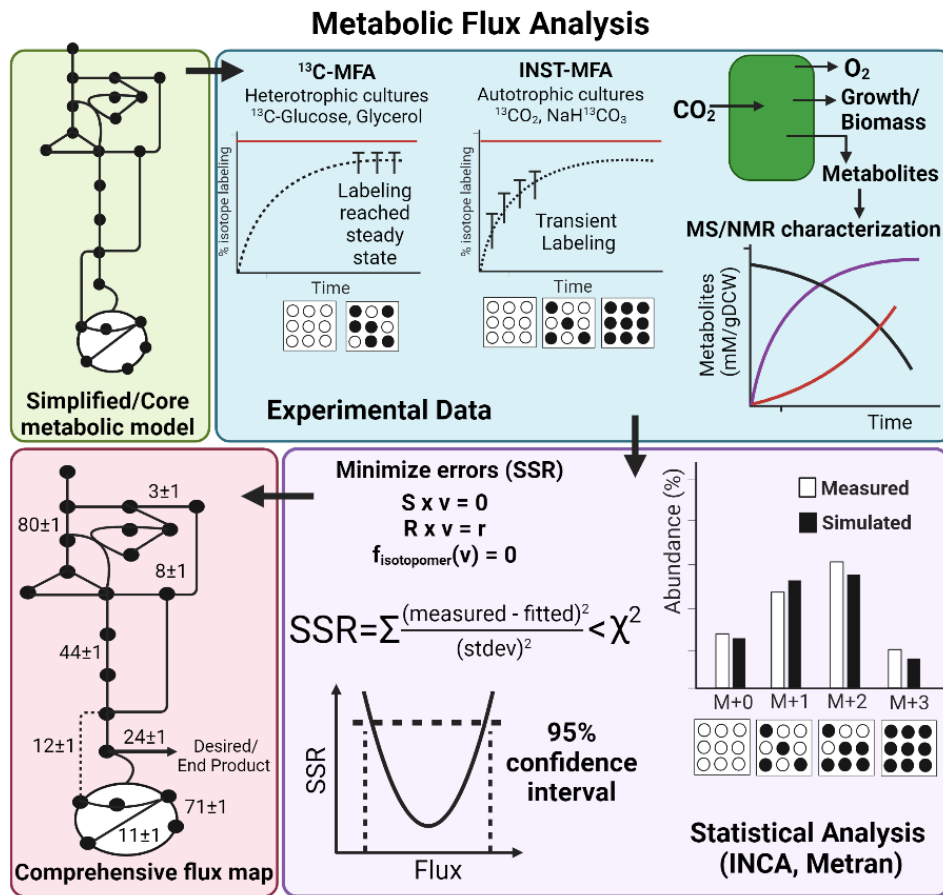 Metabolic Flux Analysis
Simplified/Core
metabolic model
¹³C-MFA
Heterotrophic cultures
¹³C-Glucose, Glycerol
% isotope labeling
Labeling
reached
steady
state
Time
INST-MFA
Autotrophic cultures
¹³CO₂, NaH¹³CO₃
% isotope labeling
Transient
Labeling
Time
CO₂
O₂
Growth/
Biomass
Metabolites
MS/NMR characterization
Metabolites
(mM/gDCW)
Time
Experimental Data
Minimize errors (SSR)
S x v = 0
R x v = r
f_isotopomer(v) = 0
SSR=Σ (measured - fitted)² / (stdev)² < χ²
SSR
Flux
95%
confidence
interval
Abundance (%)
Measured
Simulated
M+0 M+1 M+2 M+3
Statistical Analysis
(INCA, Metran)
3±1
80±1
8±1
44±1
12±1
24±1
Desired/
End Product
71±1
11±1
Comprehensive flux map